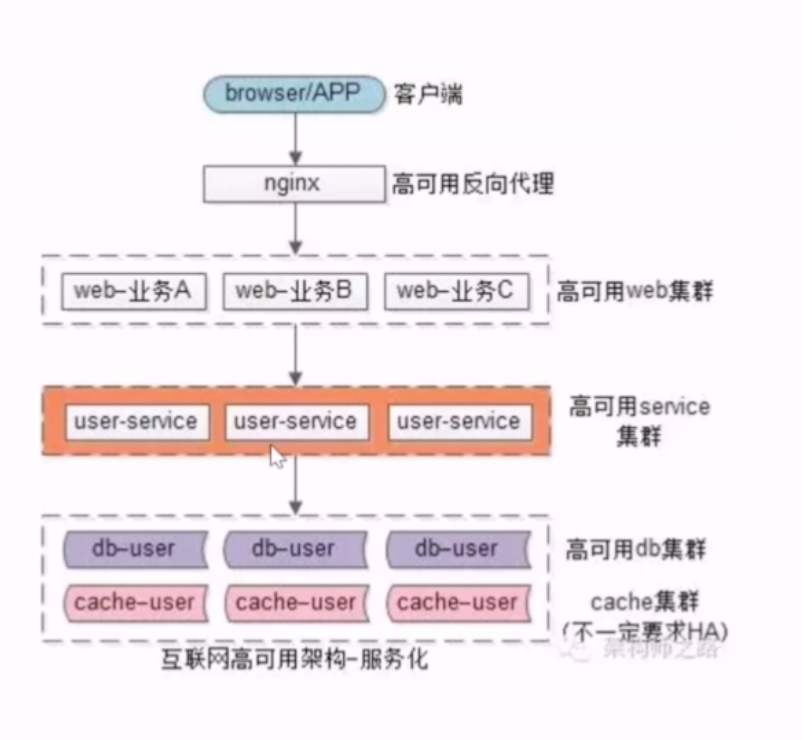 browser/APP 客户端
nginx 高可用反向代理
web-业务A web-业务B web-业务C 高可用web集群
user-service user-service user-service 高可用service
集群
db-user db-user db-user 高可用db集群
cache-user cache-user cache-user cache集群
(不一定要求HA)
架构师之路
互联网高可用架构-服务化